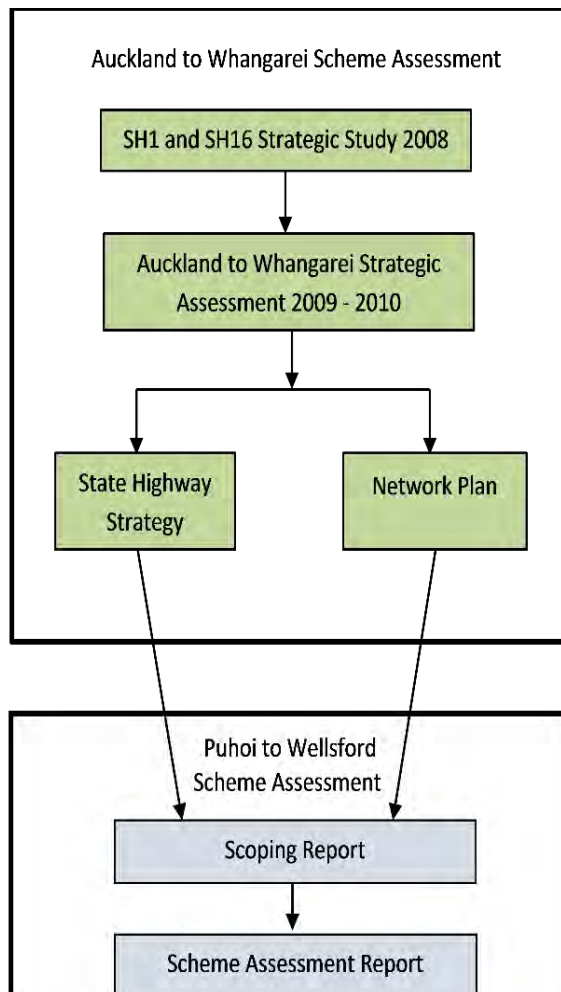 Auckland to Whangarei Scheme Assessment
SH1 and SH16 Strategic Study 2008
Auckland to Whangarei Strategic
Assessment 2009 - 2010
State Highway
Strategy
Network Plan
Puhoi to Wellsford
Scheme Assessment
Scoping Report
Scheme Assessment Report